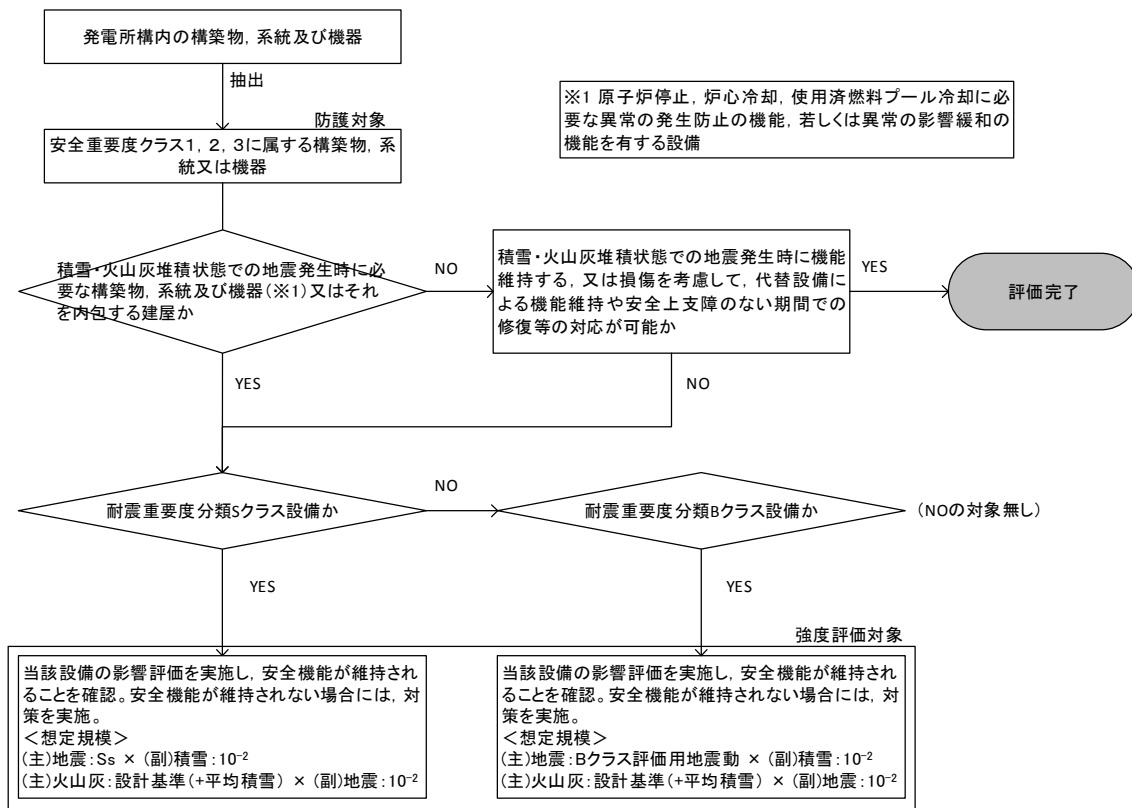 発電所構内の構築物，系統及び機器
抽出
※1 原子炉停止，炉心冷却，使用済燃料プール冷却に必
要な異常の発生防止の機能，若しくは異常の影響緩和の
機能を有する設備
防護対象
安全重要度クラス1，2，3に属する構築物，系
統又は機器
積雪・火山灰堆積状態での地震発生時に必
要な構築物，系統及び機器（※1）又はそれ
を内包する建屋か
NO
積雪・火山灰堆積状態での地震発生時に機能
維持する，又は損傷を考慮して，代替設備
による機能維持や安全上支障のない期間での
修復等の対応が可能か
YES
評価完了
YES
NO
耐震重要度分類Sクラス設備か
NO
耐震重要度分類Bクラス設備か
（NOの対象無し）
YES
YES
強度評価対象
当該設備の影響評価を実施し，安全機能が維持され
ることを確認。安全機能が維持されない場合には，対
策を実施。
＜想定規模＞
(主)地震：Ss × (副)積雪：10⁻²
(主)火山灰：設計基準（+平均積雪） × (副)地震：10⁻²
当該設備の影響評価を実施し，安全機能が維持され
ることを確認。安全機能が維持されない場合には，対
策を実施。
＜想定規模＞
(主)地震：Bクラス評価用地震動 × (副)積雪：10⁻²
(主)火山灰：設計基準（+平均積雪） × (副)地震：10⁻²